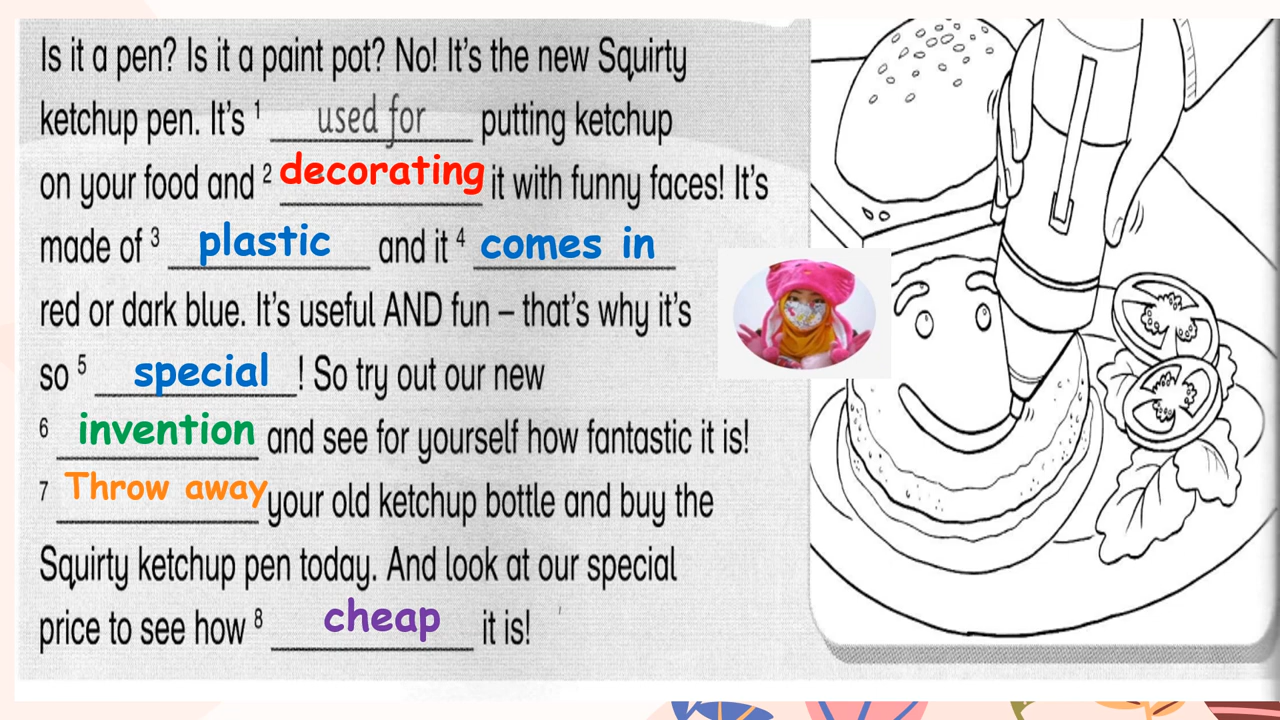 Is it a pen? Is it a paint pot? No! It's the new Squirty
ketchup pen. It's 1 used for putting ketchup
on your food and 2 decorating it with funny faces! It's
made of 3 plastic and it 4 comes in
red or dark blue. It's useful AND fun – that's why it's
so 5 special ! So try out our new
6 invention and see for yourself how fantastic it is!
7 Throw away your old ketchup bottle and buy the
Squirty ketchup pen today. And look at our special
price to see how 8 cheap it is!